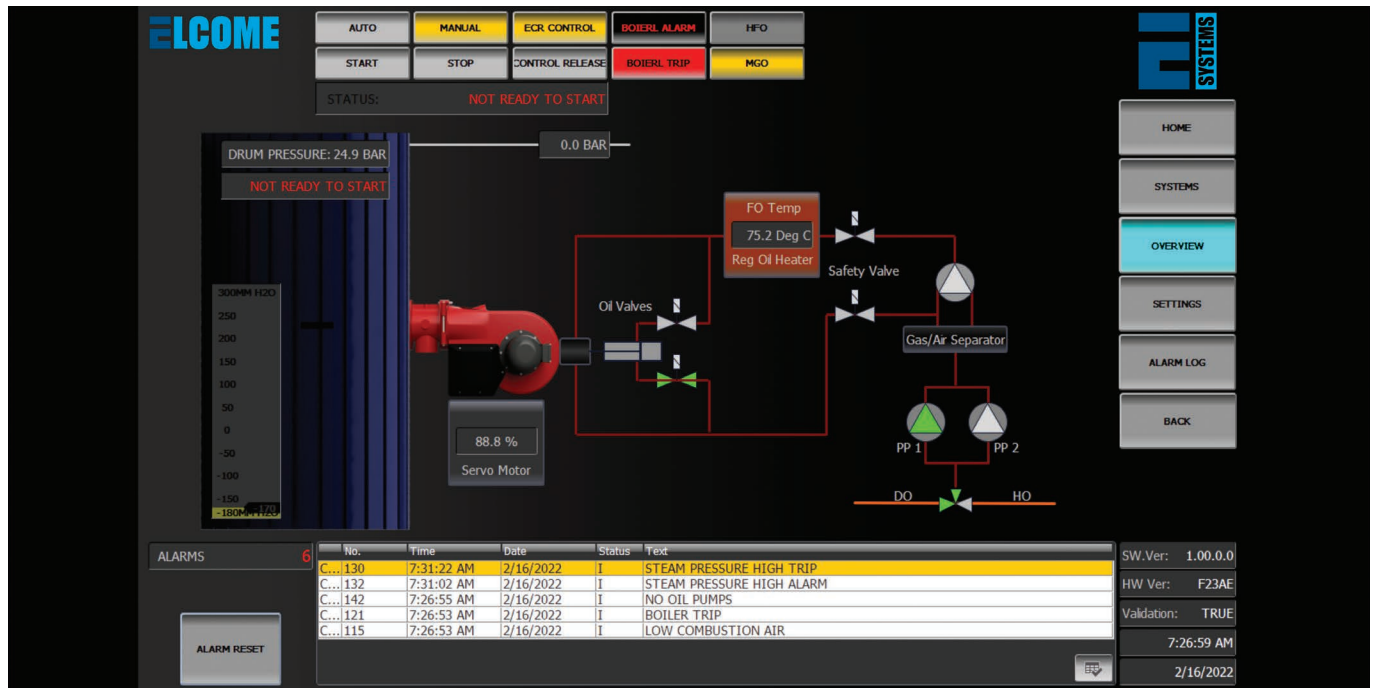 ELCOME
AUTO MANUAL ECR CONTROL BOIERL ALARM HFO
START STOP CONTROL RELEASE BOIERL TRIP MGO
STATUS: NOT READY TO START
E SYSTEMS
HOME
SYSTEMS
OVERVIEW
SETTINGS
ALARM LOG
BACK
DRUM PRESSURE: 24.9 BAR
0.0 BAR
NOT READY TO START
FO Temp
75.2 Deg C
Reg Oil Heater
Safety Valve
Oil Valves
Gas/Air Separator
300MM H2O
250
200
150
100
50
0
-50
-100
-150
-170
-180MM H2O
88.8 %
Servo Motor
PP 1 PP 2
DO HO
ALARMS 6
No. Time Date Status Text
C... 130 7:31:22 AM 2/16/2022 I STEAM PRESSURE HIGH TRIP
C... 132 7:31:02 AM 2/16/2022 I STEAM PRESSURE HIGH ALARM
C... 142 7:26:55 AM 2/16/2022 I NO OIL PUMPS
C... 121 7:26:53 AM 2/16/2022 I BOILER TRIP
C... 115 7:26:53 AM 2/16/2022 I LOW COMBUSTION AIR
ALARM RESET
SW.Ver: 1.00.0.0
HW Ver: F23AE
Validation: TRUE
7:26:59 AM
2/16/2022